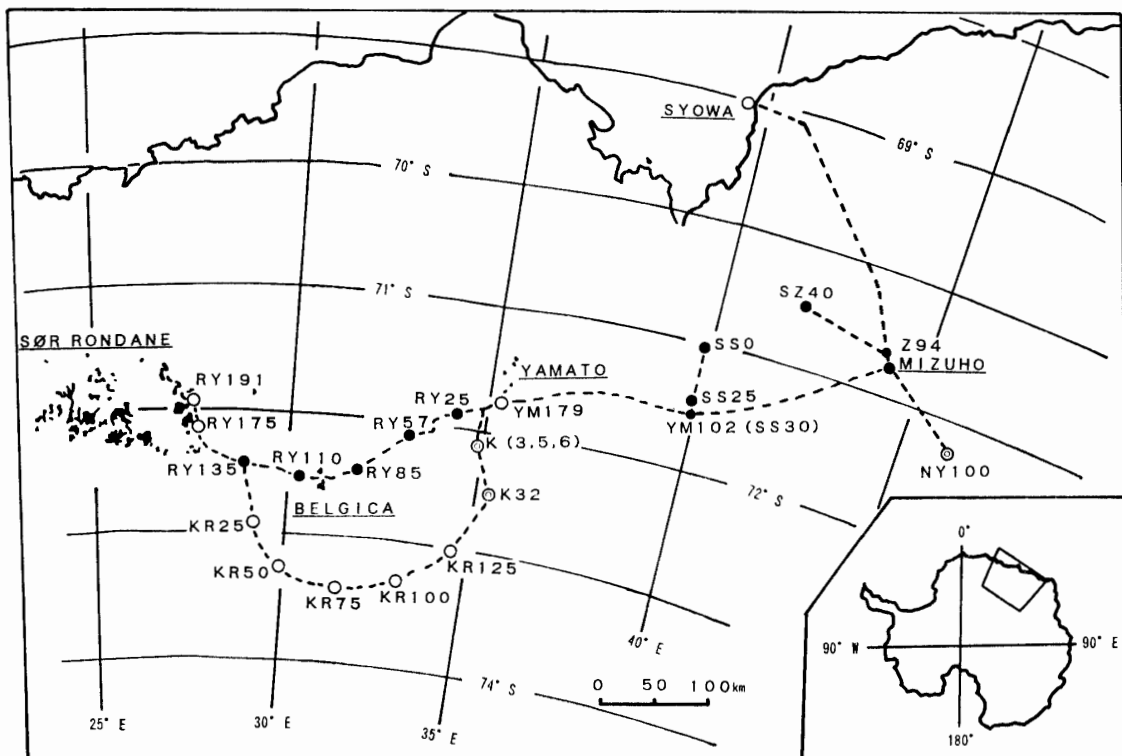 SYOWA
69° S
70° S
71° S
SZ40
SØR RONDANE
SS0
Z94
MIZUHO
YAMATO
RY191
RY25
SS25
YM179
RY175
RY57
YM102 (SS30)
K (3,5,6)
RY110
RY135
RY85
NY100
K32
72° S
BELGICA
KR25
0°
KR125
KR50
KR100
KR75
40° E
90° W
90° E
74° S
0 50 100km
25° E
30° E
35° E
180°